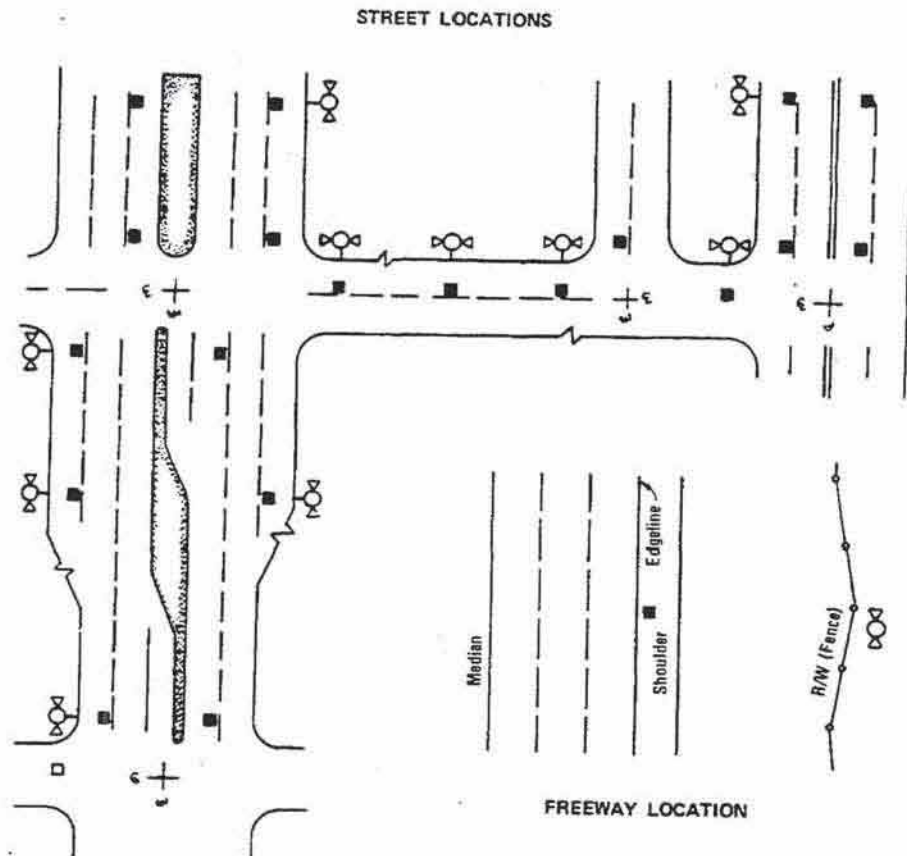 STREET LOCATIONS
Median
Shoulder
Edgeline
R/W (Fence)
FREEWAY LOCATION